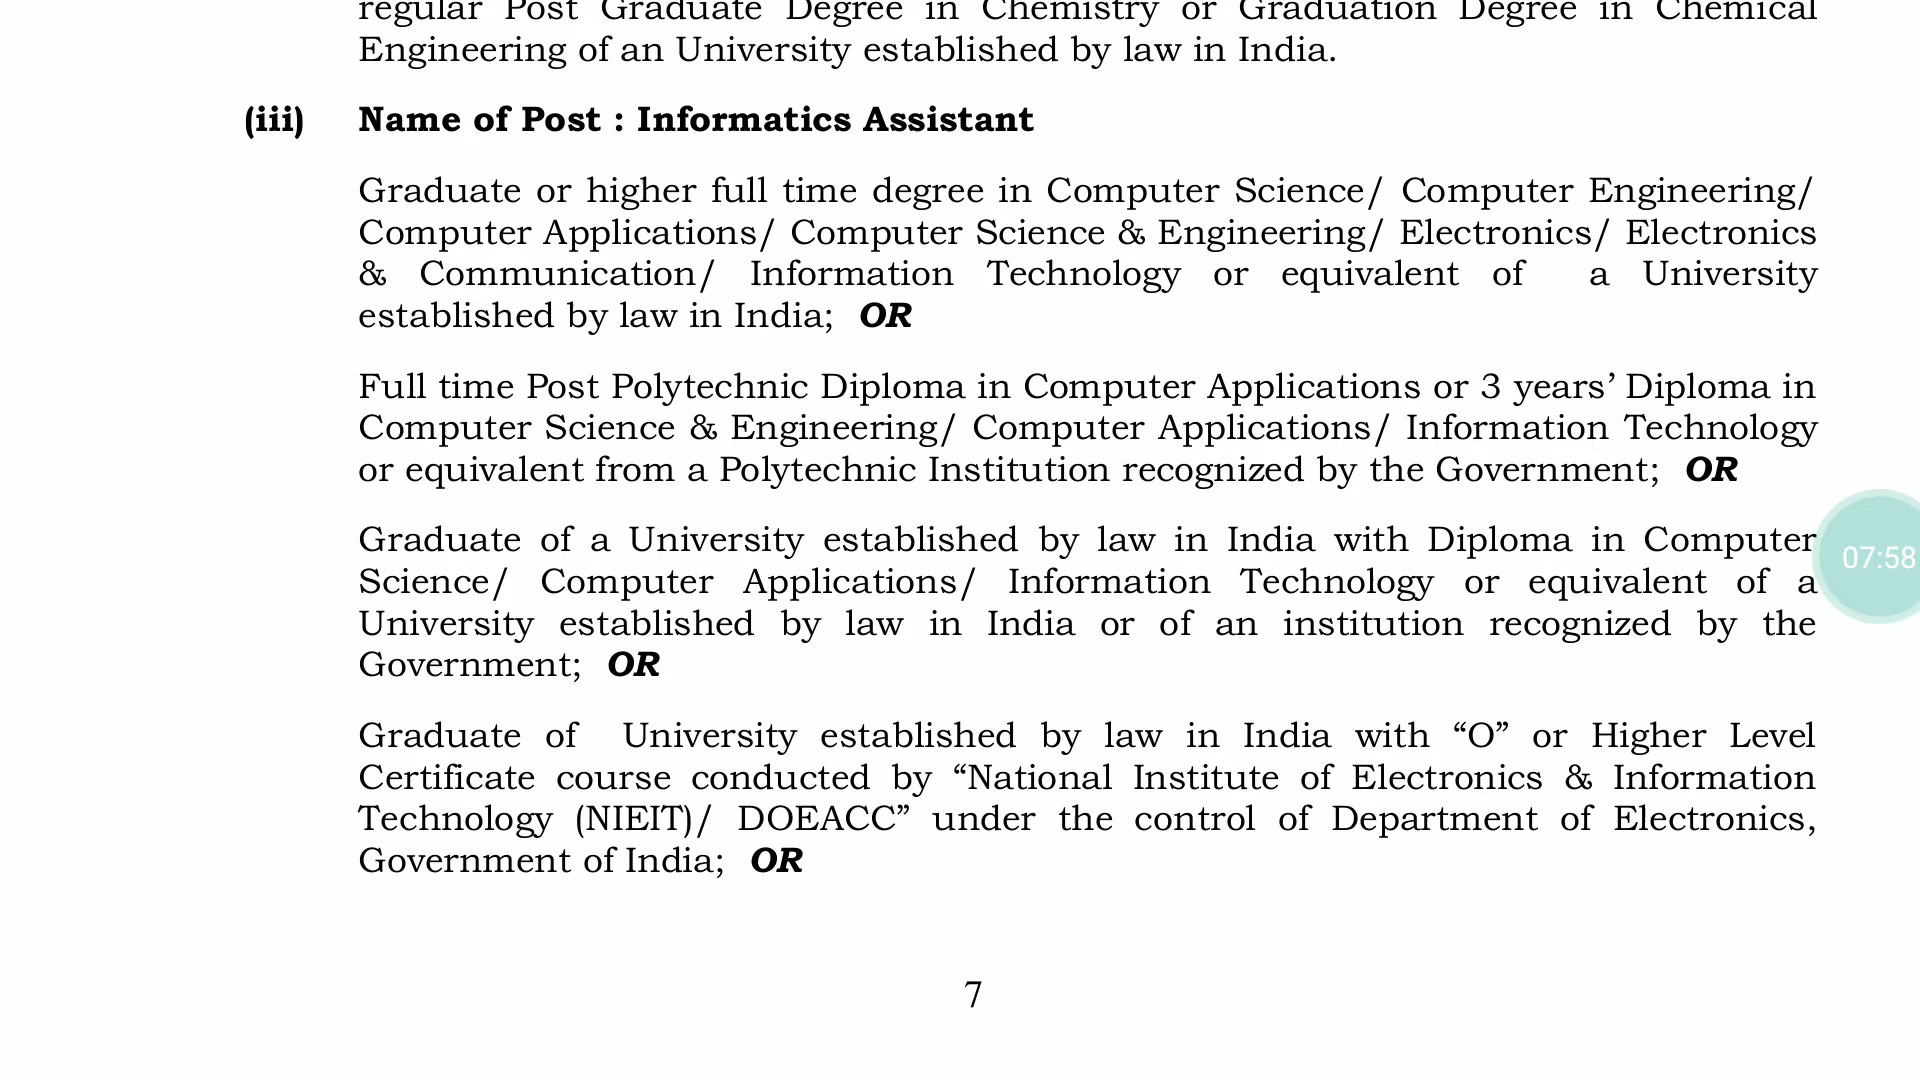 regular Post Graduate Degree in Chemistry or Graduation Degree in Chemical
Engineering of an University established by law in India.
(iii) Name of Post : Informatics Assistant
Graduate or higher full time degree in Computer Science/ Computer Engineering/
Computer Applications/ Computer Science & Engineering/ Electronics/ Electronics
& Communication/ Information Technology or equivalent of a University
established by law in India; OR
Full time Post Polytechnic Diploma in Computer Applications or 3 years’ Diploma in
Computer Science & Engineering/ Computer Applications/ Information Technology
or equivalent from a Polytechnic Institution recognized by the Government; OR
Graduate of a University established by law in India with Diploma in Computer
Science/ Computer Applications/ Information Technology or equivalent of a
07:58
University established by law in India or of an institution recognized by the
Government; OR
Graduate of University established by law in India with “O” or Higher Level
Certificate course conducted by “National Institute of Electronics & Information
Technology (NIEIT)/ DOEACC” under the control of Department of Electronics,
Government of India; OR
7